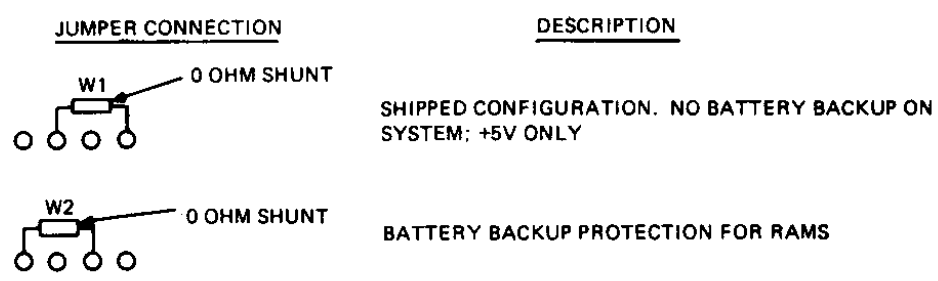 JUMPER CONNECTION
DESCRIPTION
W1
0 OHM SHUNT
SHIPPED CONFIGURATION. NO BATTERY BACKUP ON
SYSTEM; +5V ONLY
W2
0 OHM SHUNT
BATTERY BACKUP PROTECTION FOR RAMS